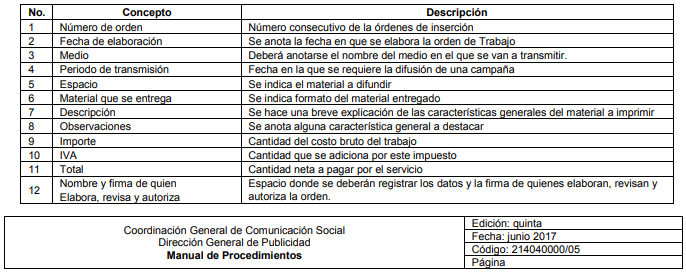 No. Concepto Descripción
1 Número de orden Número consecutivo de la órdenes de inserción
2 Fecha de elaboración Se anota la fecha en que se elabora la orden de Trabajo
3 Medio Deberá anotarse el nombre del medio en el que se van a transmitir.
4 Periodo de transmisión Fecha en la que se requiere la difusión de una campaña
5 Espacio Se indica el material a difundir
6 Material que se entrega Se indica formato del material entregado
7 Descripción Se hace una breve explicación de las características generales del material a imprimir
8 Observaciones Se anota alguna característica general a destacar
9 Importe Cantidad del costo bruto del trabajo
10 IVA Cantidad que se adiciona por este impuesto
11 Total Cantidad neta a pagar por el servicio
12 Nombre y firma de quien Espacio donde se deberán registrar los datos y la firma de quienes elaboran, revisan y
Elabora, revisa y autoriza autoriza la orden.
Coordinación General de Comunicación Social
Dirección General de Publicidad
Manual de Procedimientos
Edición: quinta
Fecha: junio 2017
Código: 214040000/05
Página